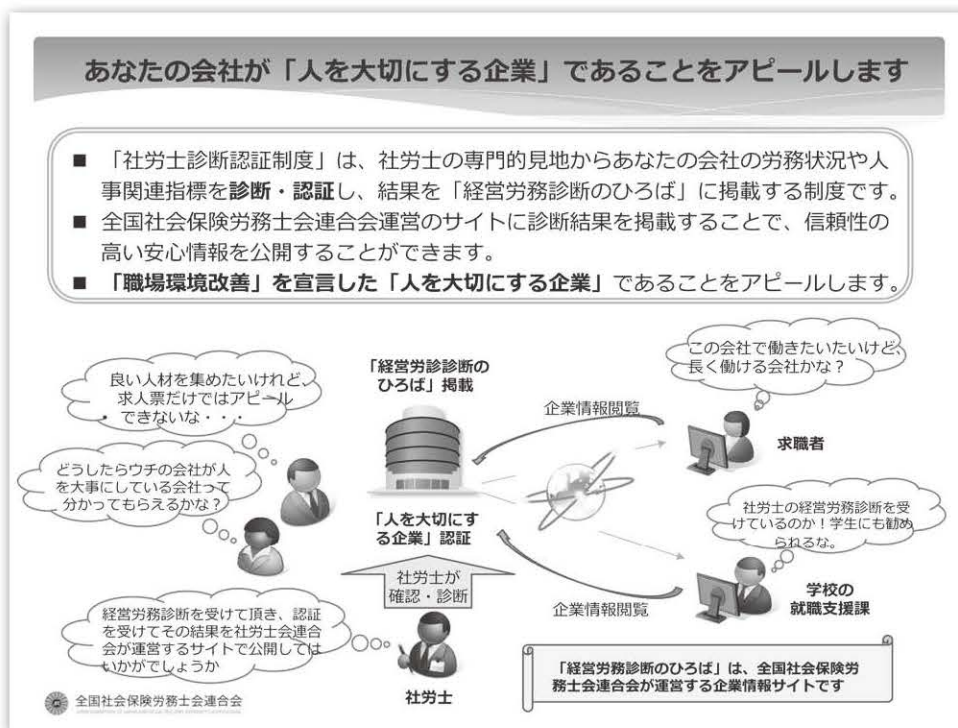 あなたの会社が「人を大切にする企業」であることをアピールします
■ 「社労士診断認証制度」は、社労士の専門的見地からあなたの会社の労務状況や人
事関連指標を診断・認証し、結果を「経営労務診断のひろば」に掲載する制度です。
■ 全国社会保険労務士会連合会運営のサイトに診断結果を掲載することで、信頼性の
高い安心情報を公開することができます。
■ 「職場環境改善」を宣言した「人を大切にする企業」であることをアピールします。
良い人材を集めたいけれど、
求人票だけではアピール
できないな・・・
どうしたらウチの会社が人
を大事にしている会社って
分かってもらえるかな？
「経営労診診断の
ひろば」掲載
「人を大切にす
る企業」認証
社労士が
確認・診断
経営労務診断を受けて頂き、認証
を受けてその結果を社労士会連合
会が運営するサイトで公開しては
いかがでしょうか
社労士
企業情報閲覧
この会社で働きたいたいけど、
長く働ける会社かな？
求職者
社労士の経営労務診断を受
けているのか！学生にも勧め
られるな。
学校の
就職支援課
企業情報閲覧
「経営労務診断のひろば」は、全国社会保険労
務士会連合会が運営する企業情報サイトです
全国社会保険労務士会連合会